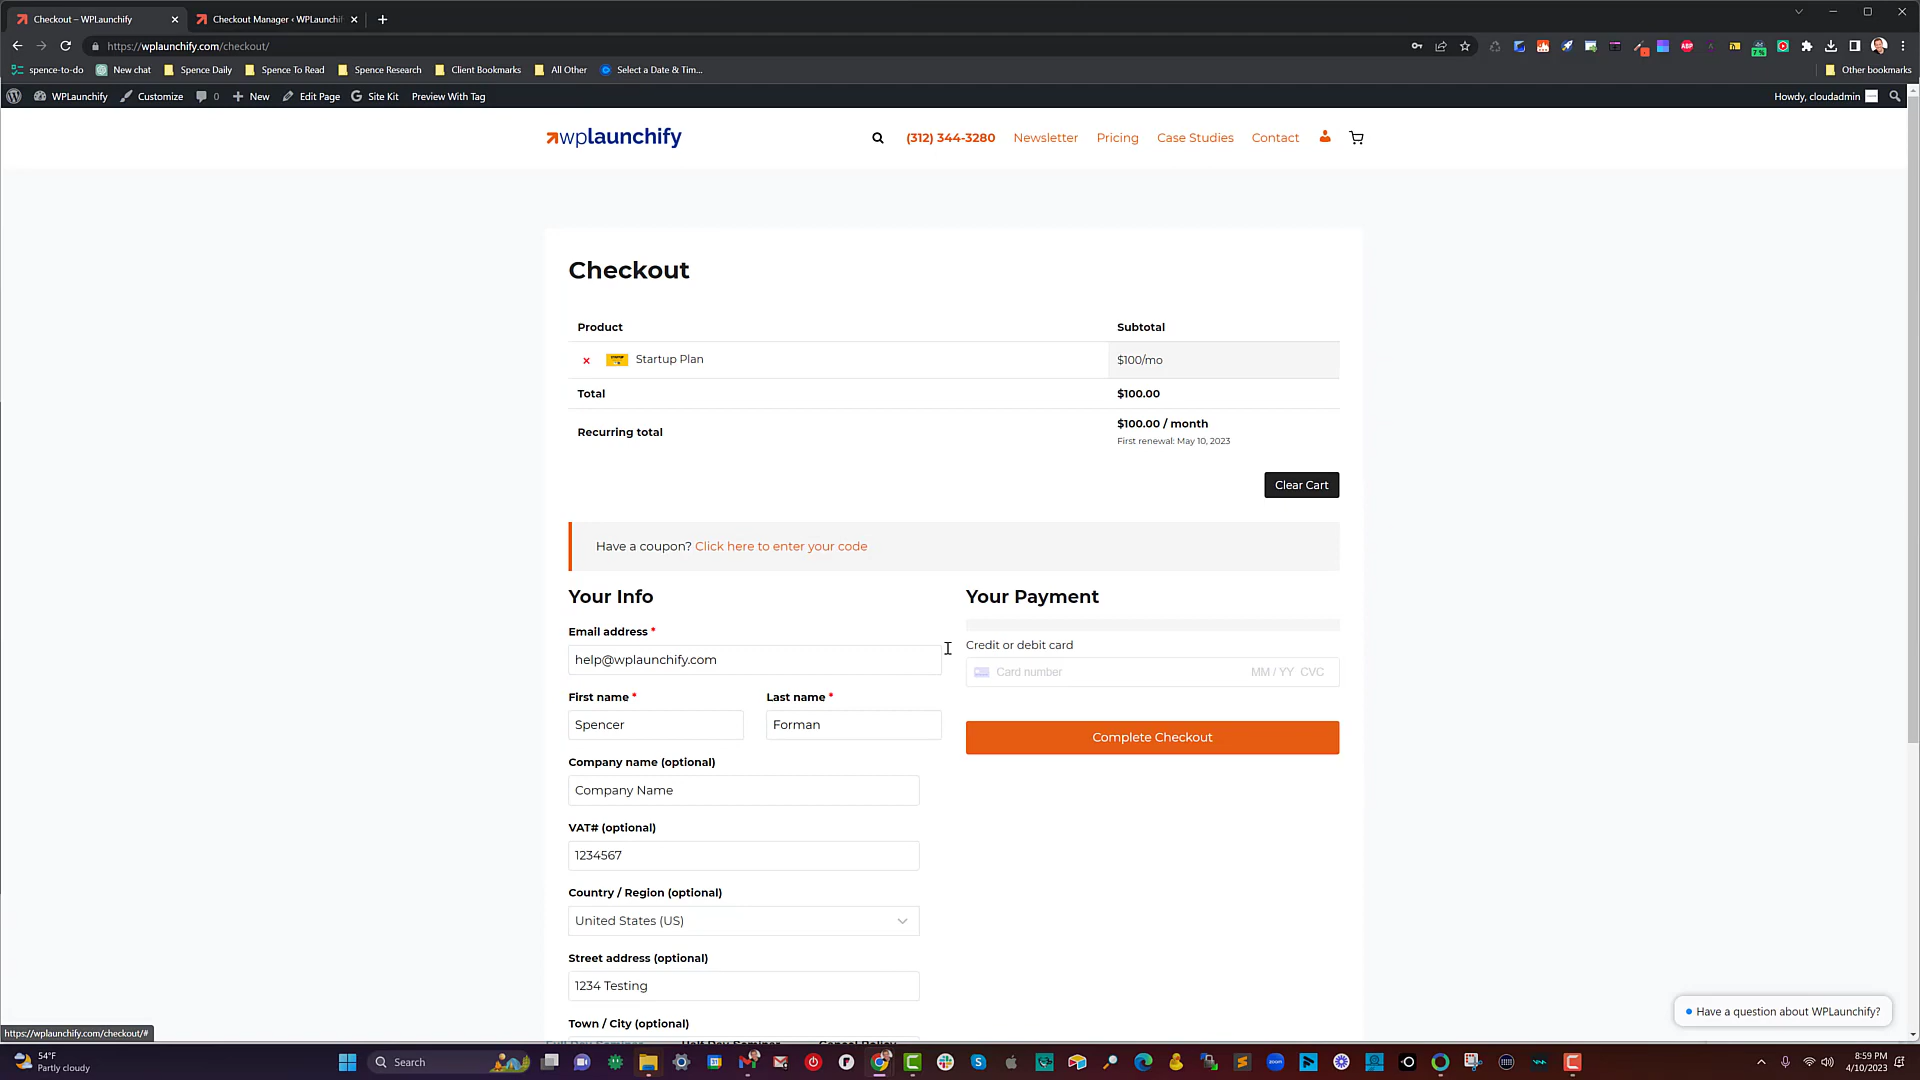 Checkout – WPLaunchify
Checkout Manager ‹ WPLaunchif
https://wplaunchify.com/checkout/
spence-to-do
New chat
Spence Daily
Spence To Read
Spence Research
Client Bookmarks
All Other
Select a Date & Tim...
Other bookmarks
WPLaunchify
Customize
0
New
Edit Page
Site Kit
Preview With Tag
Howdy, cloudadmin
wplaunchify
(312) 344-3280
Newsletter
Pricing
Case Studies
Contact
Checkout
Product
Subtotal
× Startup Plan
$100/mo
Total
$100.00
Recurring total
$100.00 / month
First renewal: May 10, 2023
Clear Cart
Have a coupon? Click here to enter your code
Your Info
Email address *
help@wplaunchify.com
First name *
Last name *
Spencer
Forman
Company name (optional)
Company Name
VAT# (optional)
1234567
Country / Region (optional)
United States (US)
Street address (optional)
1234 Testing
Town / City (optional)
Your Payment
Credit or debit card
Card number
MM / YY CVC
Complete Checkout
Have a question about WPLaunchify?
https://wplaunchify.com/checkout/#
54°F
Partly cloudy
Search
8:59 PM
4/10/2023